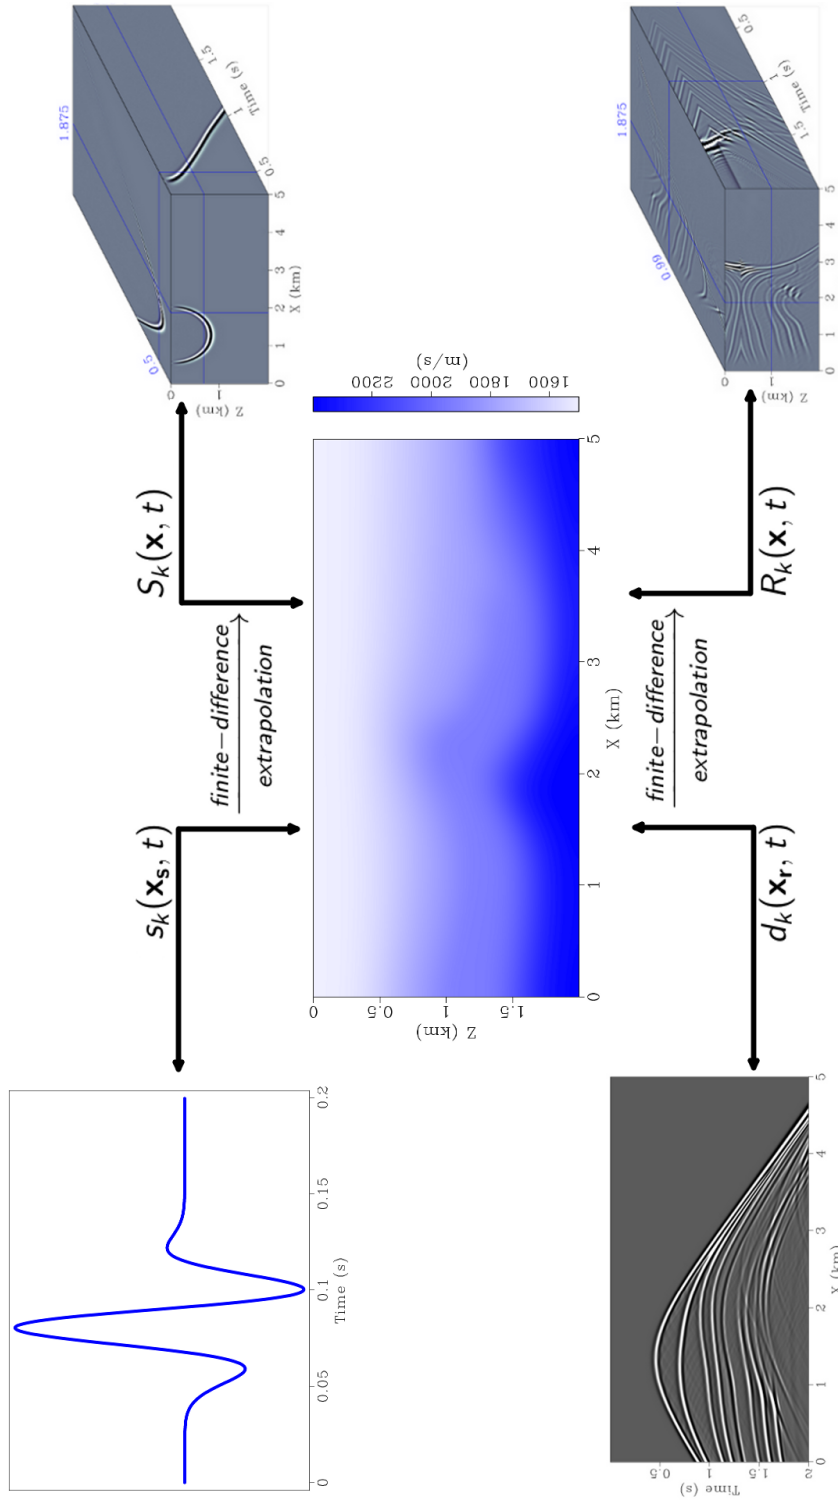 0
0.05
0.1
0.15
0.2
Time (s)
s_k(x_s, t)
finite−difference
extrapolation
S_k(x, t)
0.5
1.875
0
1
Z (km)
0
1
2
3
4
5
X (km)
0.5
1
1.5
Time (s)
0
0.5
1
1.5
Z (km)
0
1
2
3
4
5
X (km)
2200
2000
1800
1600
(m/s)
0.5
1
1.5
2
Time (s)
0
1
2
3
4
5
X (km)
d_k(x_r, t)
finite−difference
extrapolation
R_k(x, t)
0.99
1.875
0
1
Z (km)
0
1
2
3
4
5
X (km)
1.5
1
0.5
Time (s)